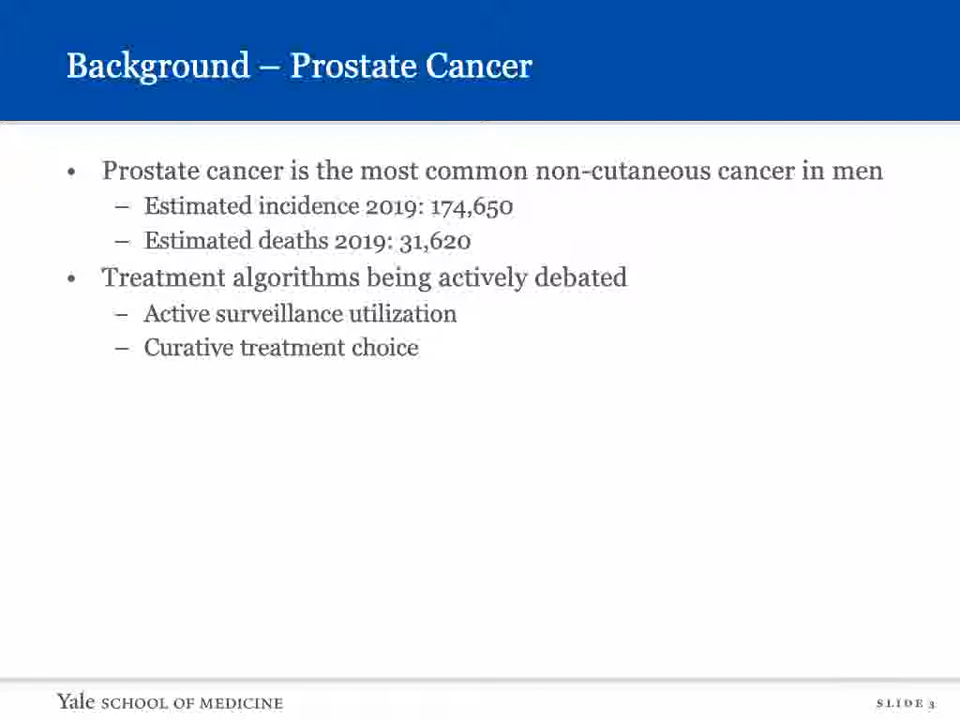 Background – Prostate Cancer
• Prostate cancer is the most common non-cutaneous cancer in men
– Estimated incidence 2019: 174,650
– Estimated deaths 2019: 31,620
• Treatment algorithms being actively debated
– Active surveillance utilization
– Curative treatment choice
Yale SCHOOL OF MEDICINE
SLIDE 3